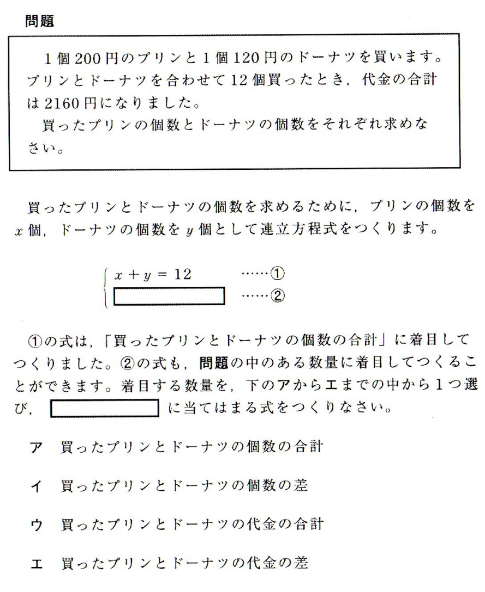 問題
1個200円のプリンと1個120円のドーナツを買います。
プリンとドーナツを合わせて12個買ったとき,代金の合計
は2160円になりました。
買ったプリンの個数とドーナツの個数をそれぞれ求めな
さい。
買ったプリンとドーナツの個数を求めるために,プリンの個数を
x個,ドーナツの個数をy個として連立方程式をつくります。
x + y = 12 ……①
……②
①の式は,「買ったプリンとドーナツの個数の合計」に着目して
つくりました。②の式も,問題の中のある数量に着目してつくるこ
とができます。着目する数量を,下のアからエまでの中から1つ選
び, に当てはまる式をつくりなさい。
ア 買ったプリンとドーナツの個数の合計
イ 買ったプリンとドーナツの個数の差
ウ 買ったプリンとドーナツの代金の合計
エ 買ったプリンとドーナツの代金の差